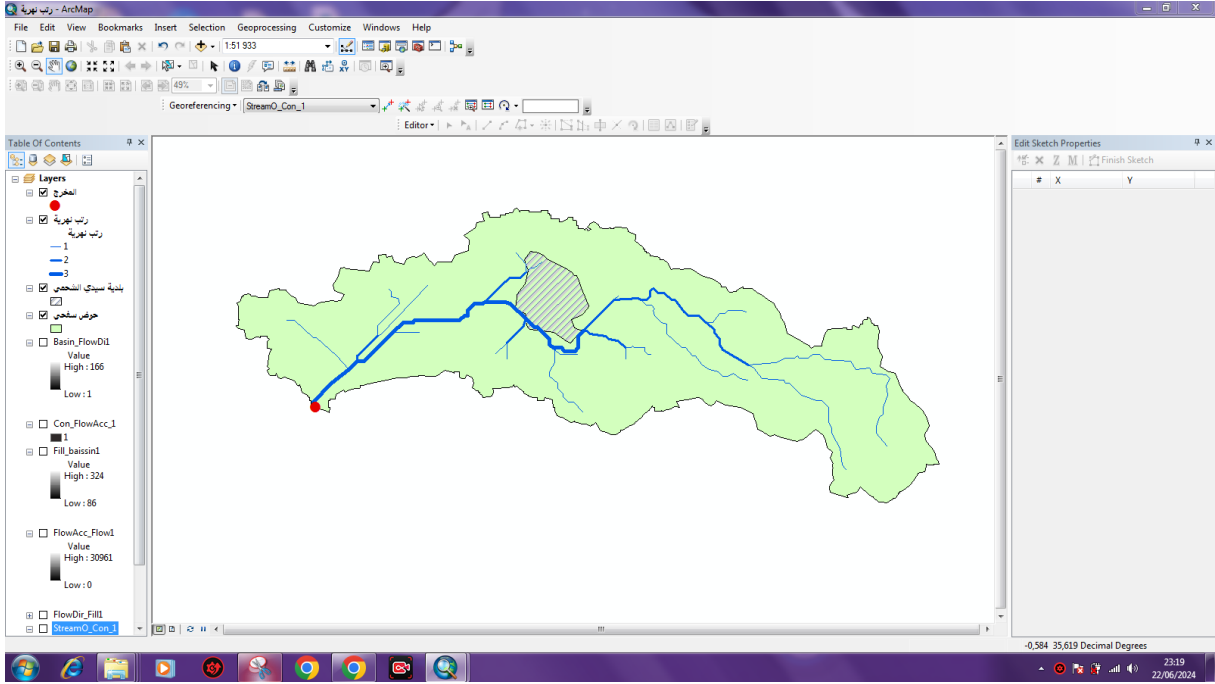 رتب نهرية - ArcMap
File Edit View Bookmarks Insert Selection Geoprocessing Customize Windows Help
1:51 933
49%
Georeferencing StreamO_Con_1
Editor
Table Of Contents
Layers
المخرج
رتب نهرية
رتب نهرية
1
2
3
بلدية سيدي الشحمي
حوض سفحي
Basin_FlowDi1
Value
High : 166
Low : 1
Con_FlowAcc_1
1
Fill_baissin1
Value
High : 324
Low : 86
FlowAcc_Flow1
Value
High : 30961
Low : 0
FlowDir_Fill1
StreamO_Con_1
Edit Sketch Properties
Finish Sketch
# X Y
-0,584 35,619 Decimal Degrees
23:19
22/06/2024